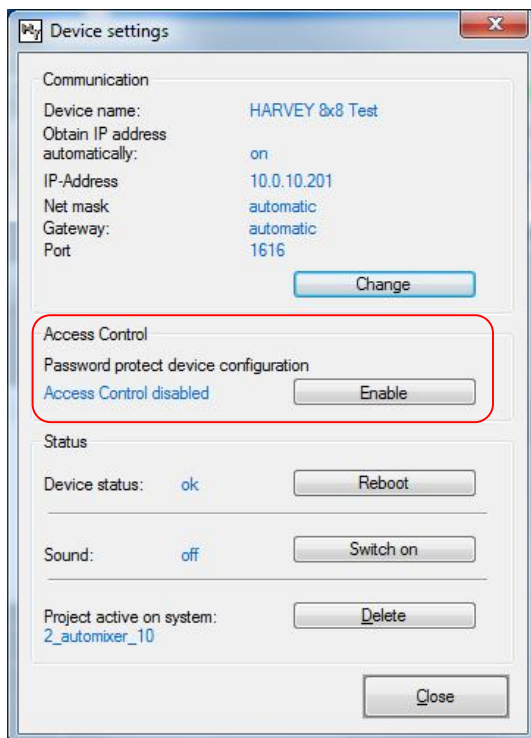 Device settings
Communication
Device name: HARVEY 8x8 Test
Obtain IP address
automatically: on
IP-Address 10.0.10.201
Net mask automatic
Gateway: automatic
Port 1616
Change
Access Control
Password protect device configuration
Access Control disabled Enable
Status
Device status: ok Reboot
Sound: off Switch on
Project active on system: Delete
2_automixer_10
Close